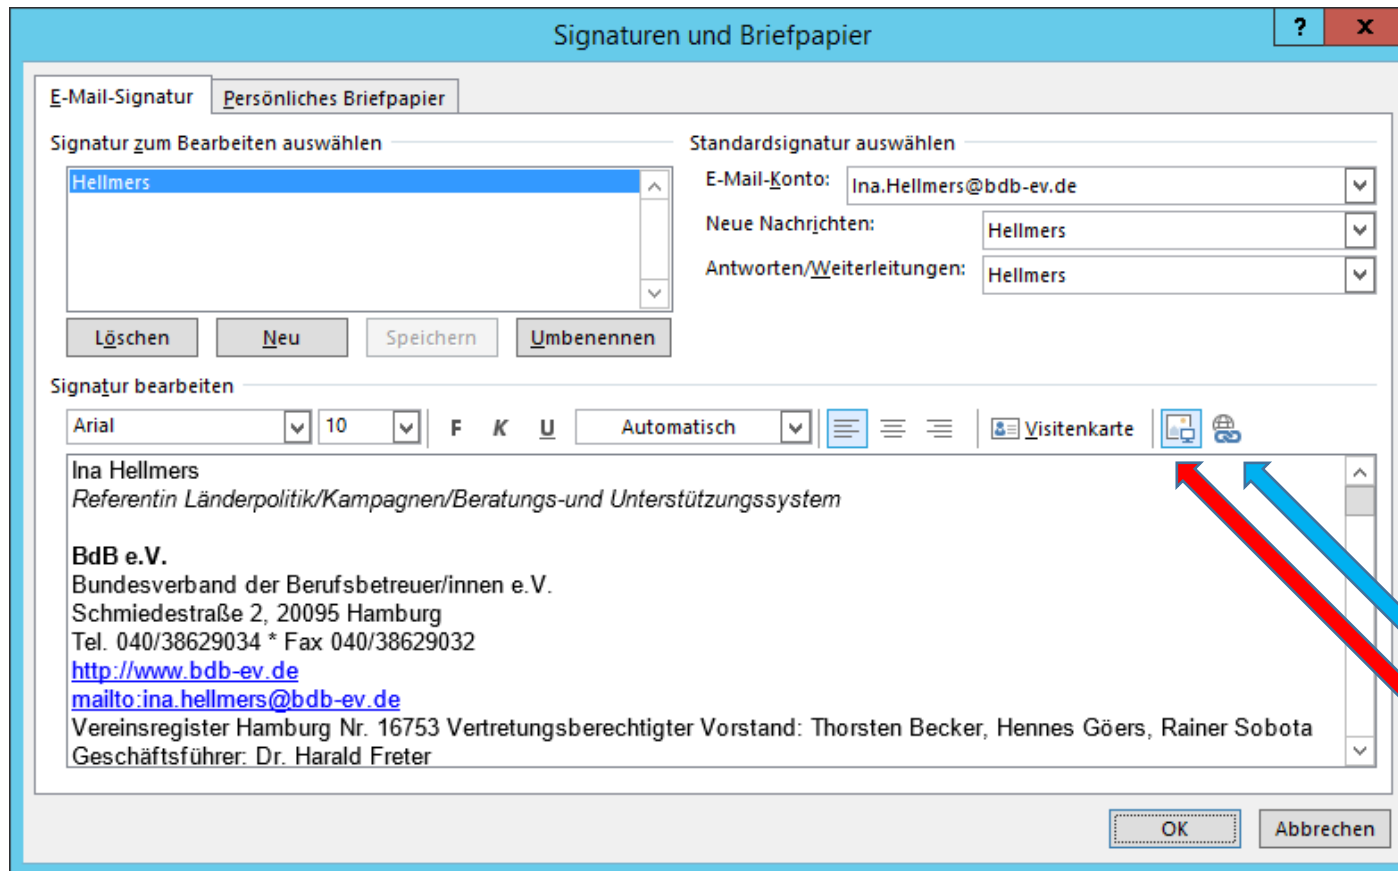 Signaturen und Briefpapier
?
x
E-Mail-Signatur
Persönliches Briefpapier
Signatur zum Bearbeiten auswählen
Hellmers
Löschen
Neu
Speichern
Umbenennen
Standardsignatur auswählen
E-Mail-Konto: Ina.Hellmers@bdb-ev.de
Neue Nachrichten: Hellmers
Antworten/Weiterleitungen: Hellmers
Signatur bearbeiten
Arial 10 F K U Automatisch Visitenkarte
Ina Hellmers
Referentin Länderpolitik/Kampagnen/Beratungs-und Unterstützungssystem
BdB e.V.
Bundesverband der Berufsbetreuer/innen e.V.
Schmiedestraße 2, 20095 Hamburg
Tel. 040/38629034 * Fax 040/38629032
http://www.bdb-ev.de
mailto:ina.hellmers@bdb-ev.de
Vereinsregister Hamburg Nr. 16753 Vertretungsberechtigter Vorstand: Thorsten Becker, Hennes Göers, Rainer Sobota
Geschäftsführer: Dr. Harald Freter
OK
Abbrechen